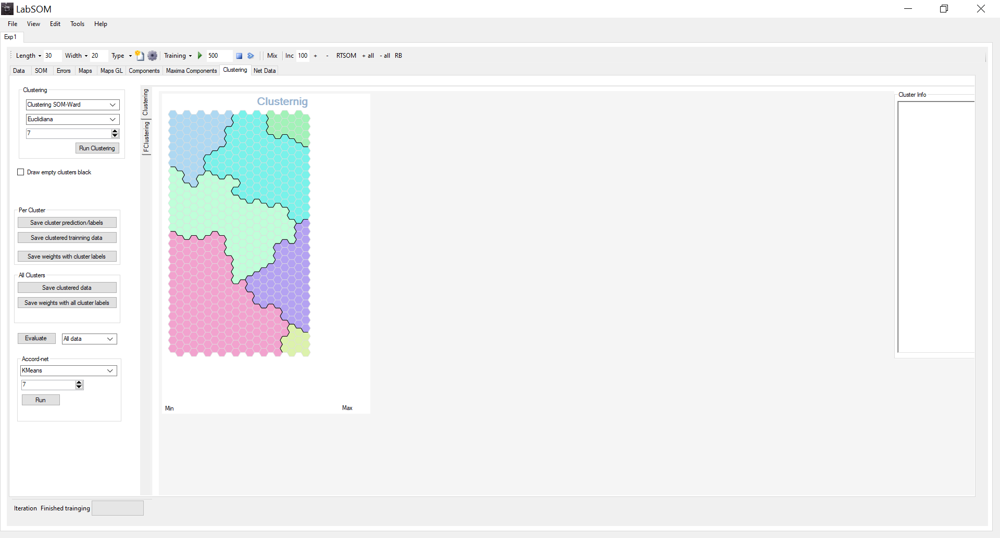 LabSOM
File View Edit Tools Help
Exp1
Length 30 Width 20 Type Training 500 Mix Inc 100 + - RTSOM + all - all RB
Data SOM Errors Maps Maps GL Components Maxima Components Clustering Net Data
Clustering
Clustering SOM-Ward
Euclidiana
7
Run Clustering
Draw empty clusters black
Per Cluster
Save cluster prediction/labels
Save clustered trainning data
Save weights with cluster labels
All Clusters
Save clustered data
Save weights with all cluster labels
Evaluate All data
Accord-net
KMeans
7
Run
Clustering
FClustering
Clusternig
Min Max
Cluster Info
Iteration Finished trainging